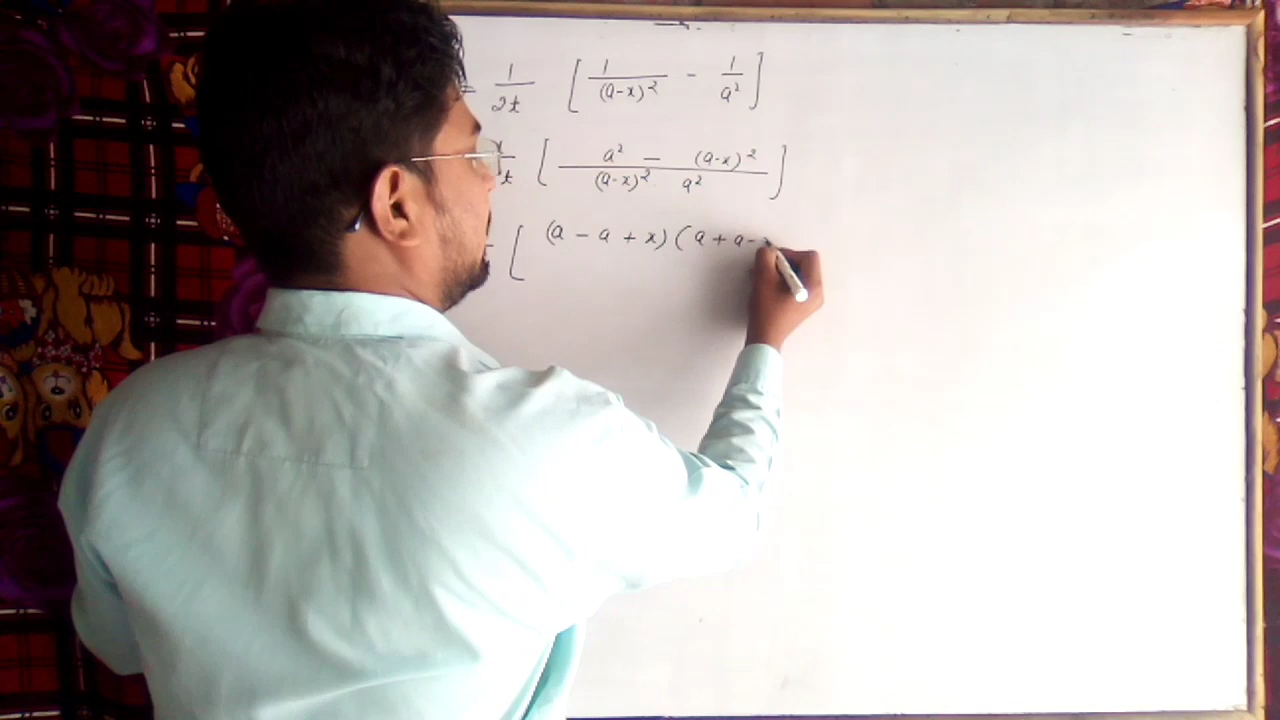 = 1/2t [ 1/(a-x)² - 1/a² ]
/t [ a² - (a-x)² / (a-x)² . a² ]
[ (a - a + x) ( a + a - x